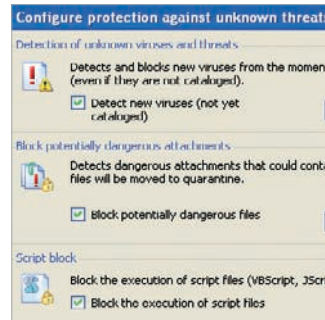 Configure protection against unknown threat
Detection of unknown viruses and threats
Detects and blocks new viruses from the momen
(even if they are not cataloged).
Detect new viruses (not yet
cataloged)
Block potentially dangerous attachments
Detects dangerous attachments that could conta
files will be moved to quarantine.
Block potentially dangerous files
Script block
Block the execution of script files (VBScript, JScri
Block the execution of script files